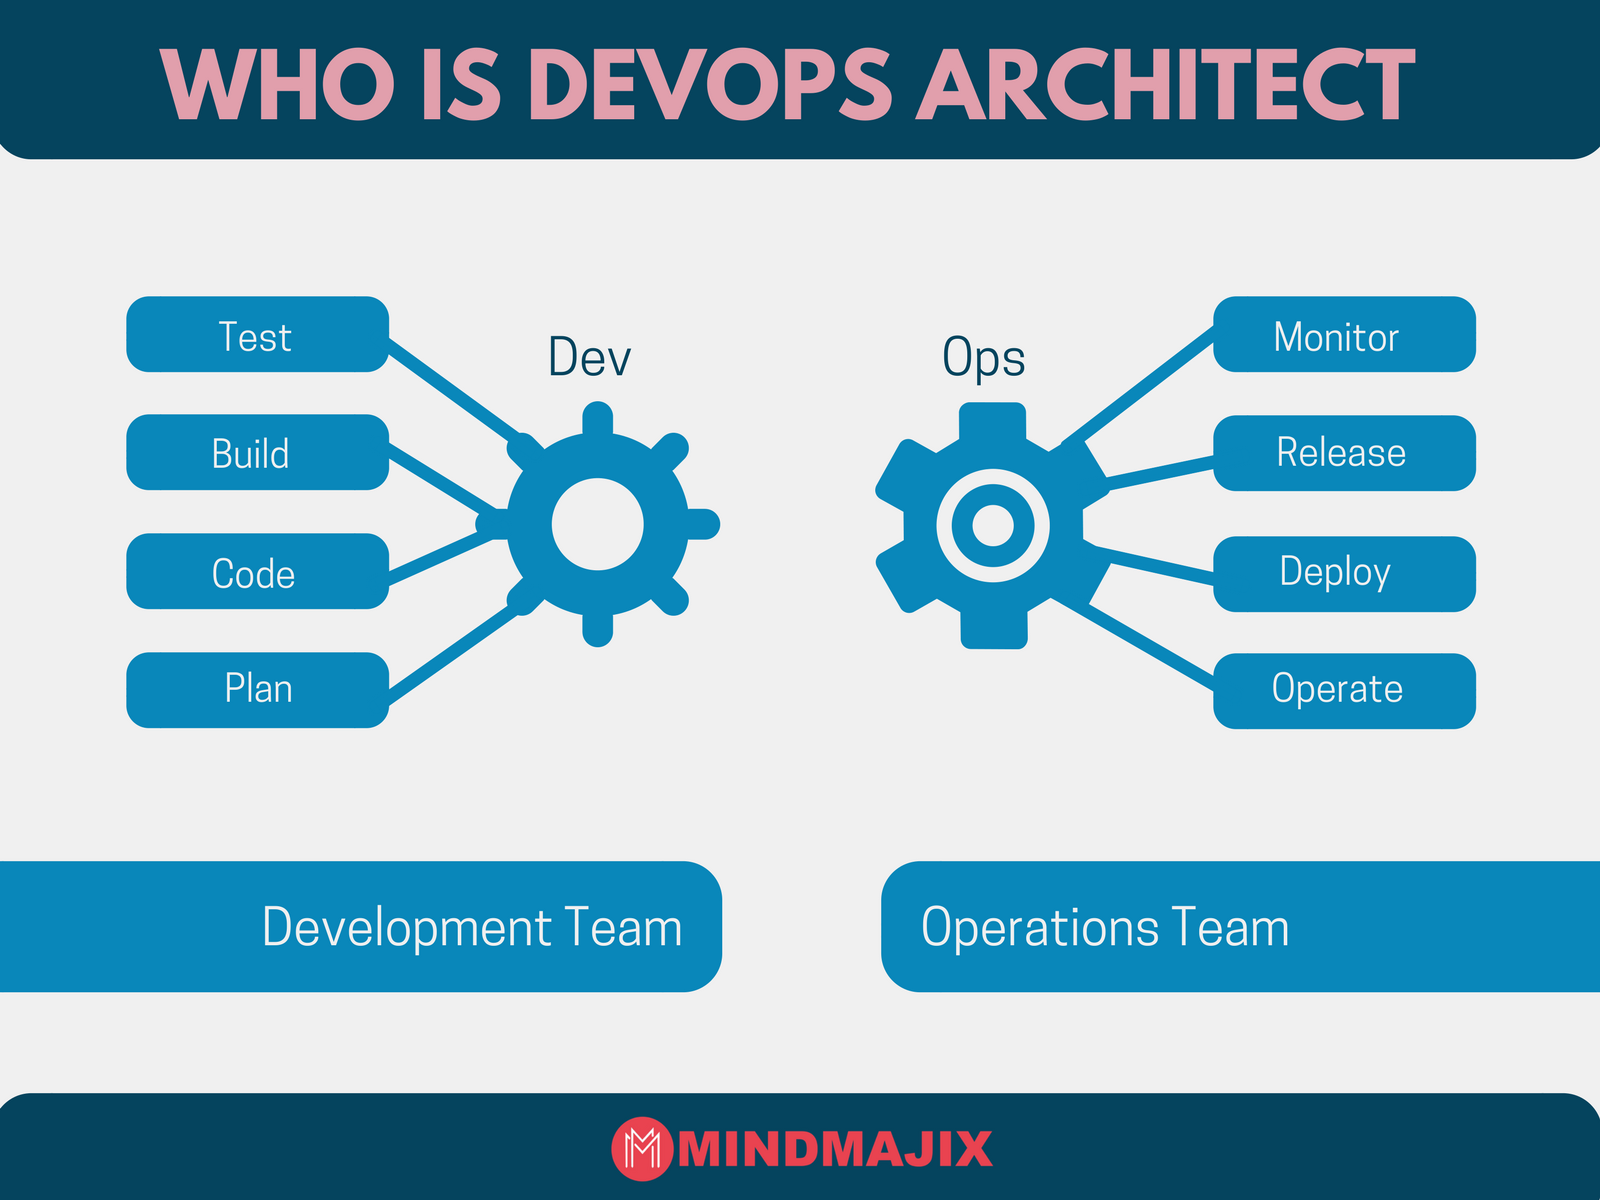 WHO IS DEVOPS ARCHITECT
Dev
Test
Build
Code
Plan
Ops
Monitor
Release
Deploy
Operate
Development Team
Operations Team
MINDMAJIX